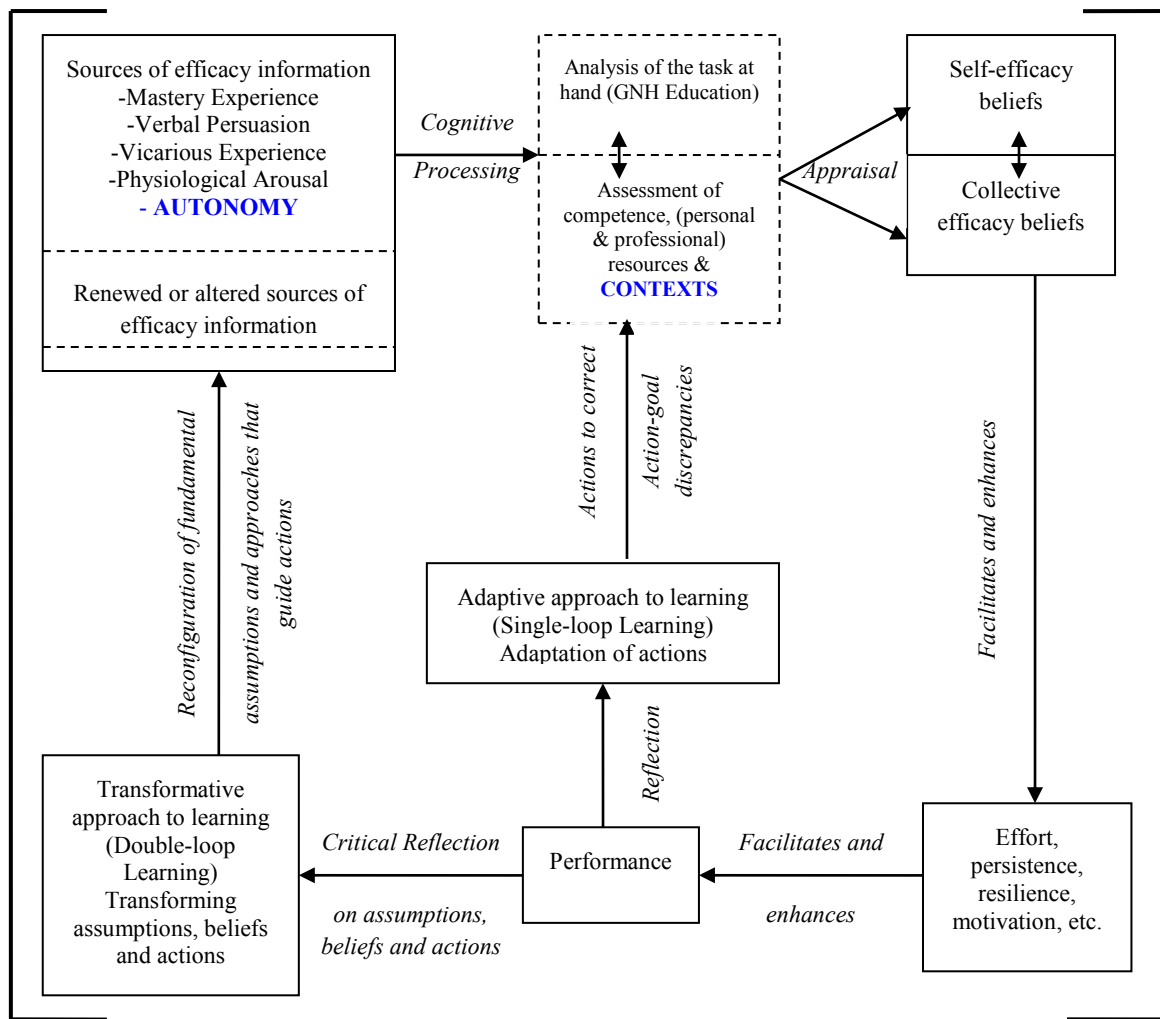 Sources of efficacy information
-Mastery Experience
-Verbal Persuasion
-Vicarious Experience
-Physiological Arousal
- AUTONOMY
Renewed or altered sources of
efficacy information
Cognitive
Processing
Analysis of the task at
hand (GNH Education)
Assessment of
competence, (personal
& professional)
resources &
CONTEXTS
Appraisal
Self-efficacy
beliefs
Collective
efficacy beliefs
Facilitates and enhances
Effort,
persistence,
resilience,
motivation, etc.
Facilitates and
enhances
Performance
Reflection
Adaptive approach to learning
(Single-loop Learning)
Adaptation of actions
Actions to correct
Action-goal
discrepancies
Critical Reflection
on assumptions,
beliefs and actions
Transformative
approach to learning
(Double-loop
Learning)
Transforming
assumptions, beliefs
and actions
Reconfiguration of fundamental
assumptions and approaches that
guide actions